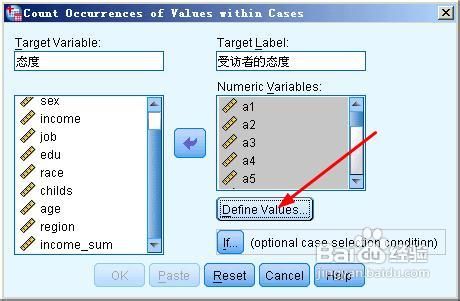 Count Occurrences of Values within Cases
Target Variable:
Target Label:
态度
受访者的态度
Numeric Variables:
sex
income
job
edu
race
childs
age
region
income_sum
a1
a2
a3
a4
a5
Define Values...
If... (optional case selection condition)
OK Paste Reset Cancel Help
Baidu 百度经验
jingyan.baidu.com